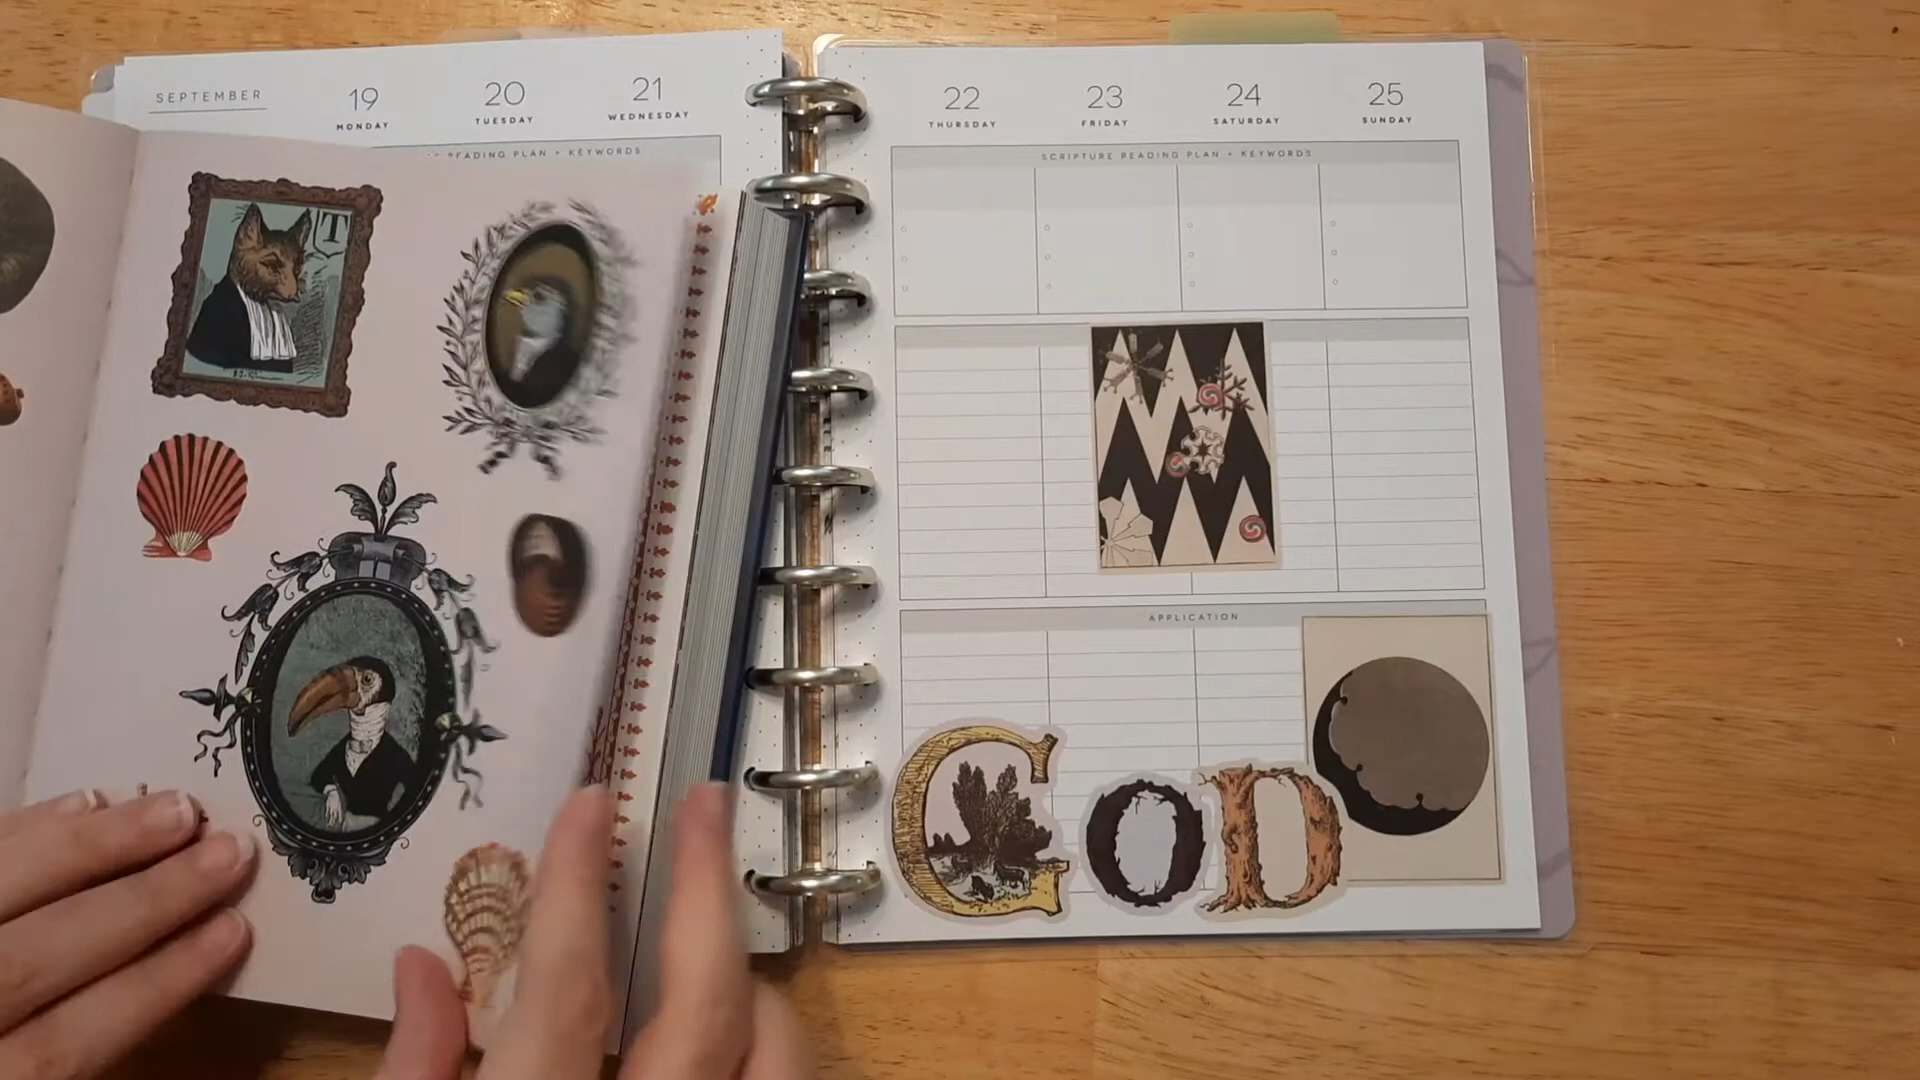 SEPTEMBER
19
MONDAY
20
TUESDAY
21
WEDNESDAY
READING PLAN + KEYWORDS
T
22
THURSDAY
23
FRIDAY
24
SATURDAY
25
SUNDAY
SCRIPTURE READING PLAN + KEYWORDS
APPLICATION
GOD